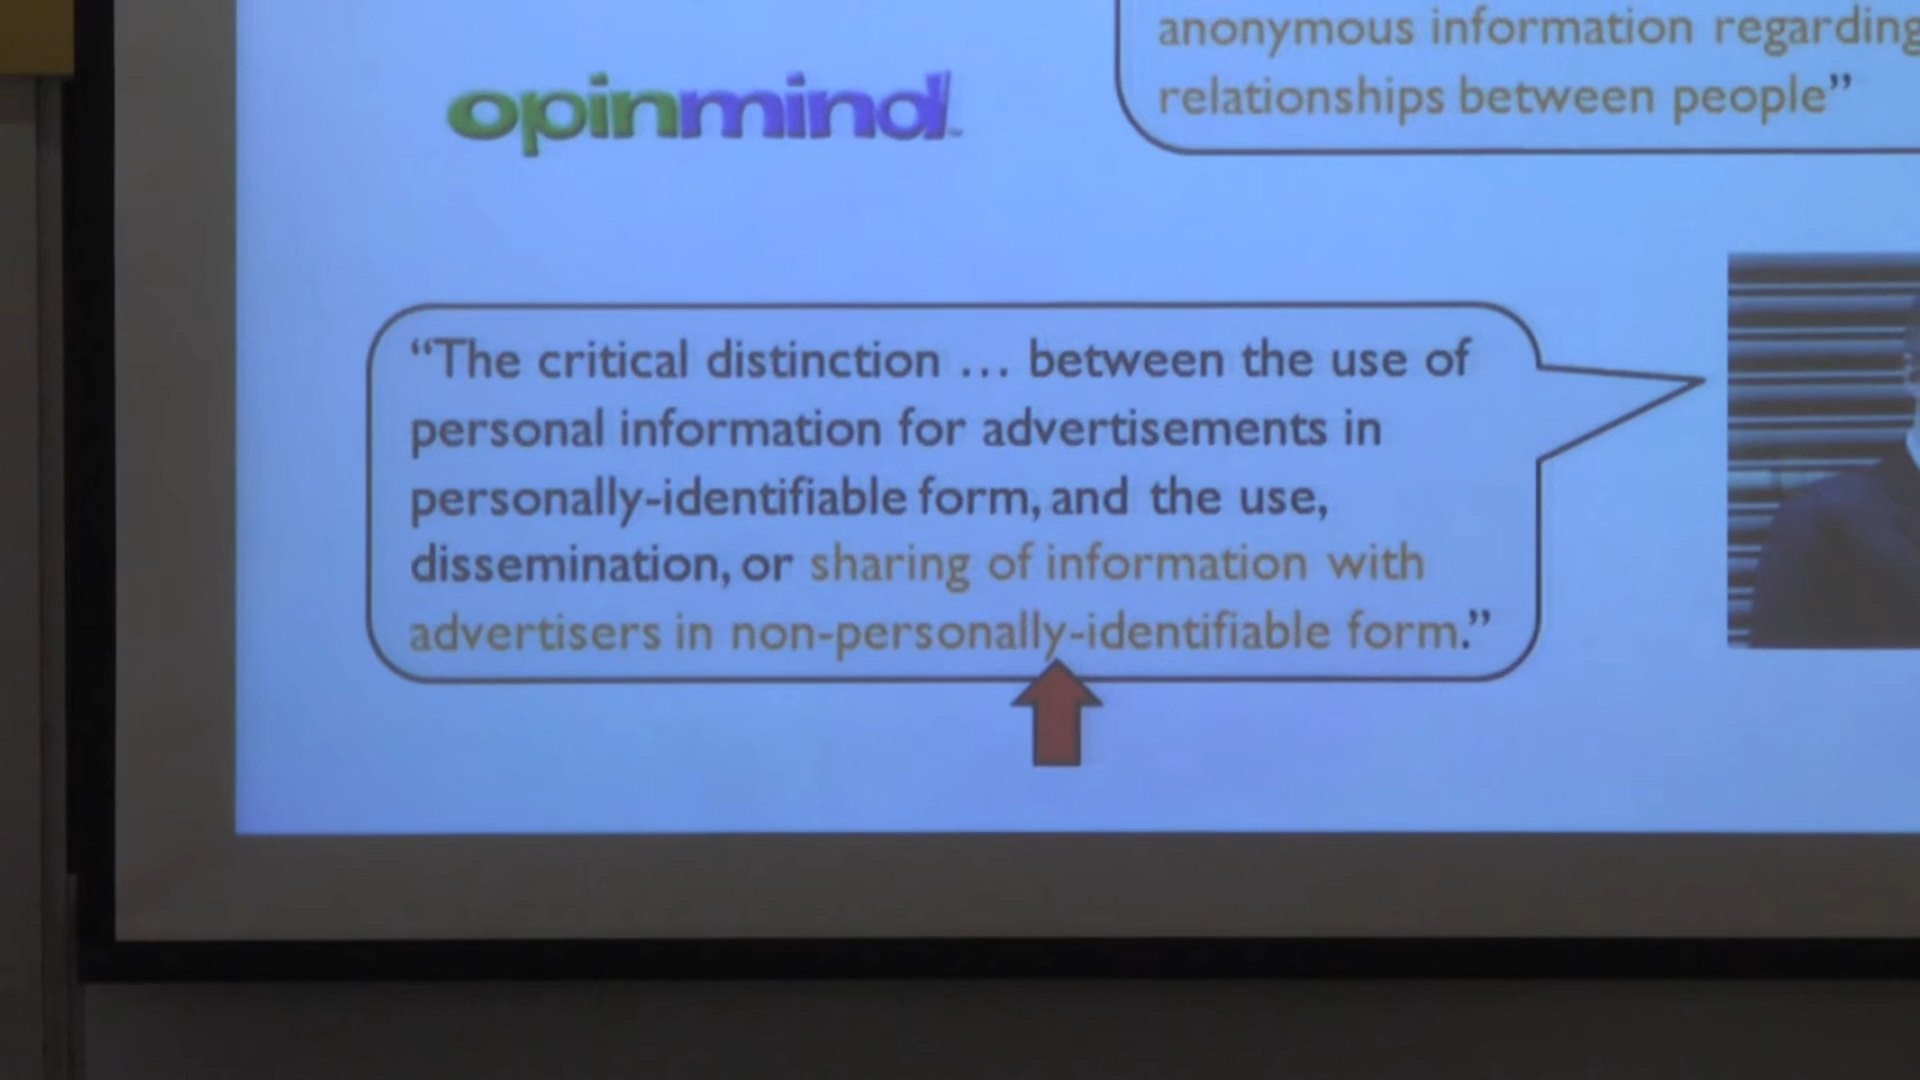 anonymous information regarding
relationships between people”
opinmind
“The critical distinction … between the use of
personal information for advertisements in
personally-identifiable form, and the use,
dissemination, or sharing of information with
advertisers in non-personally-identifiable form.”